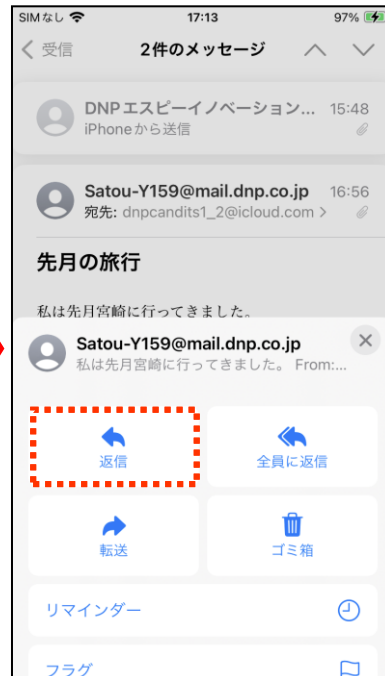 SIMなし 17:13 97%
受信 2件のメッセージ
DNPエスピーイノベーション... 15:48
iPhoneから送信
Satou-Y159@mail.dnp.co.jp 16:56
宛先: dnpcandits1_2@icloud.com >
先月の旅行
私は先月宮崎に行ってきました。
Satou-Y159@mail.dnp.co.jp
私は先月宮崎に行ってきました。 From:...
返信 全員に返信
転送 ゴミ箱
リマインダー
フラグ